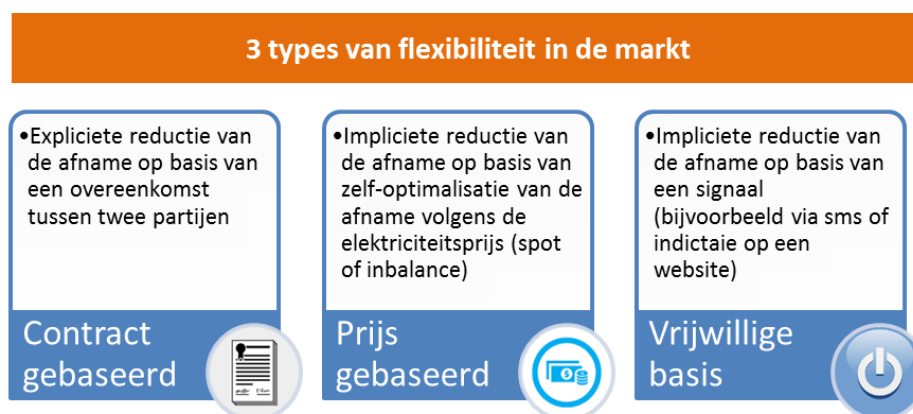 3 types van flexibiliteit in de markt
•Expliciete reductie van
de afname op basis van
een overeenkomst
tussen twee partijen
Contract
gebaseerd
•Impliciete reductie van
de afname op basis van
zelf-optimalisatie van de
afname volgens de
elektriciteitsprijs (spot
of inbalance)
Prijs
gebaseerd
•Impliciete reductie van
de afname op basis van
een signaal
(bijvoorbeeld via sms of
indictaie op een
website)
Vrijwillige
basis